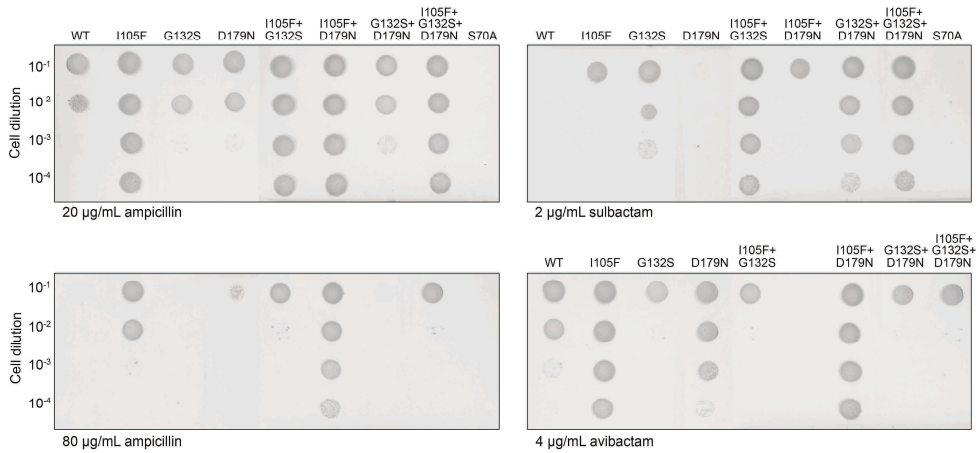 WT I105F G132S D179N I105F+ G132S I105F+ D179N G132S+ D179N I105F+ G132S+ D179N S70A
Cell dilution
10-1
10-2
10-3
10-4
20 µg/mL ampicillin
WT I105F G132S D179N I105F+ G132S I105F+ D179N G132S+ D179N I105F+ G132S+ D179N S70A
2 µg/mL sulbactam
Cell dilution
10-1
10-2
10-3
10-4
80 µg/mL ampicillin
WT I105F G132S D179N I105F+ G132S I105F+ D179N G132S+ D179N I105F+ G132S+ D179N
4 µg/mL avibactam